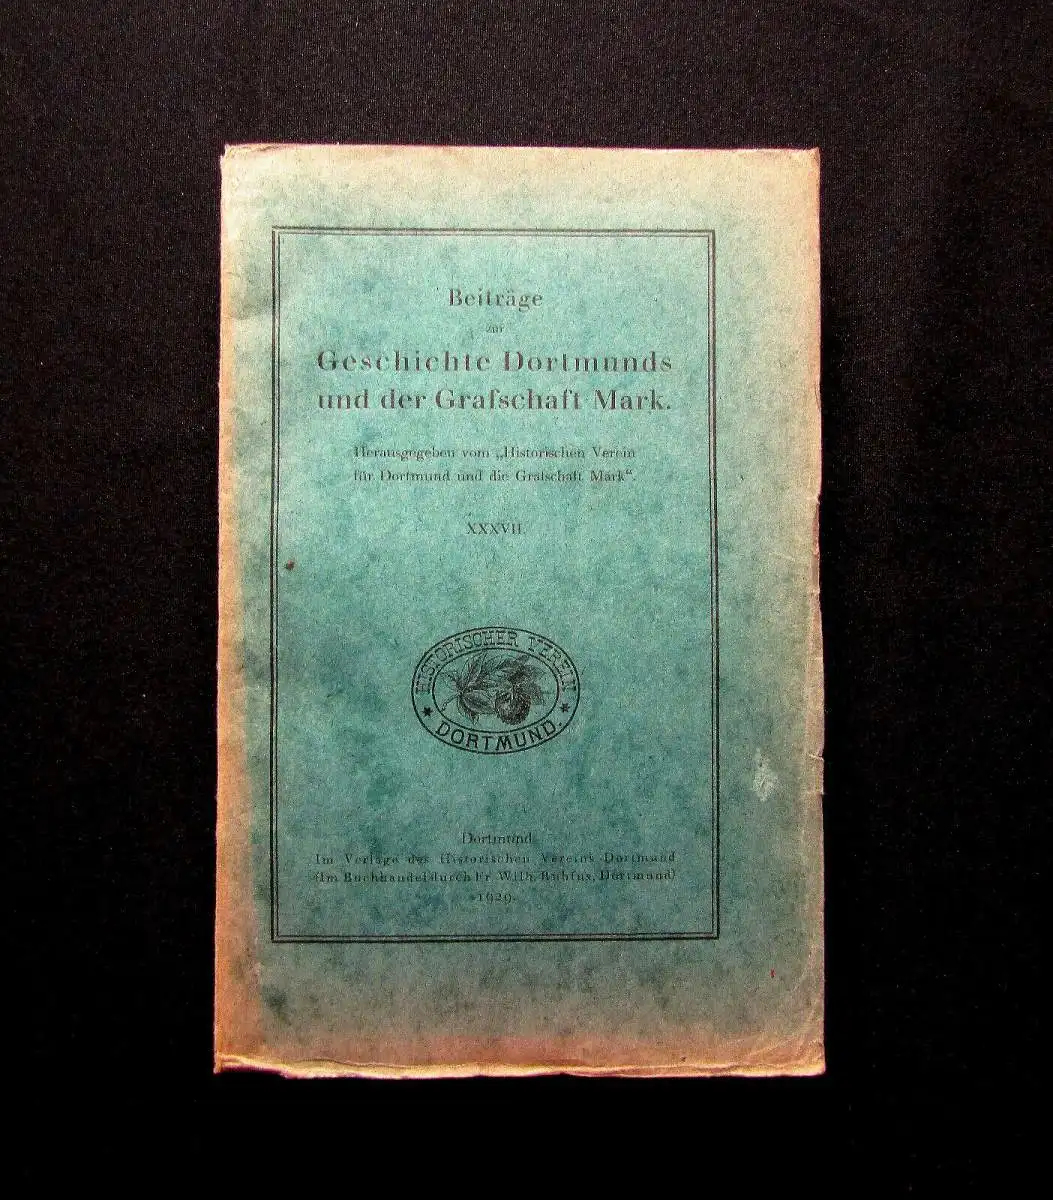 Beiträge
zur
Geschichte Dortmunds
und der Grafschaft Mark.
Herausgegeben vom „Historischen Verein
für Dortmund und die Grafschaft Mark“.
XXXVII.
HISTORISCHER VEREIN
* DORTMUND. *
Dortmund
Im Verlage des Historischen Vereins Dortmund
(Im Buchhandel durch Fr. Wilh. Ruhfus, Dortmund)
1929.